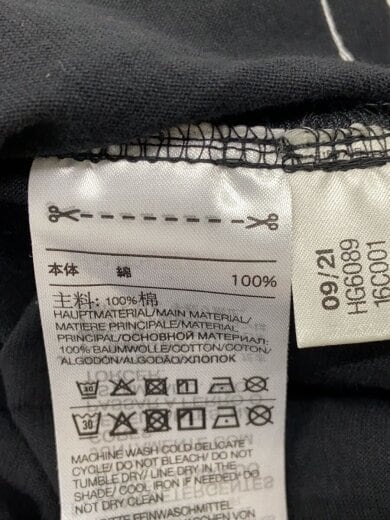 本体 綿 100%
主料: 100%棉
HAUPTMATERIAL/MAIN MATERIAL/
MATIERE PRINCIPALE/MATERIAL
PRINCIPAL/ОСНОВНОЙ МАТЕРИАЛ:
100% BAUMWOLLE/COTTON/COTON/
ALGODÓN/ALGODÃO/ХЛОПОК
30
MACHINE WASH COLD DELICATE
CYCLE/ DO NOT BLEACH/ DO NOT
TUMBLE DRY/ LINE DRY IN THE
SHADE/ COOL IRON IF NEEDED/ DO
NOT DRY CLEAN
09/21
HG6089
16C001